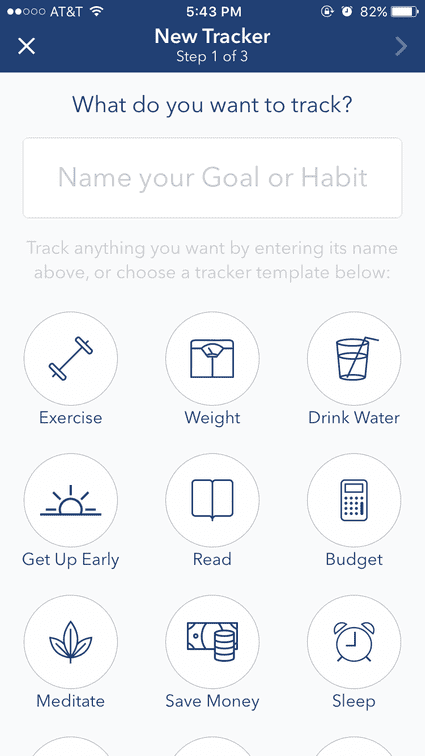 AT&T 5:43 PM 82%
New Tracker
Step 1 of 3
What do you want to track?
Name your Goal or Habit
Track anything you want by entering its name
above, or choose a tracker template below:
Exercise Weight Drink Water
Get Up Early Read Budget
Meditate Save Money Sleep